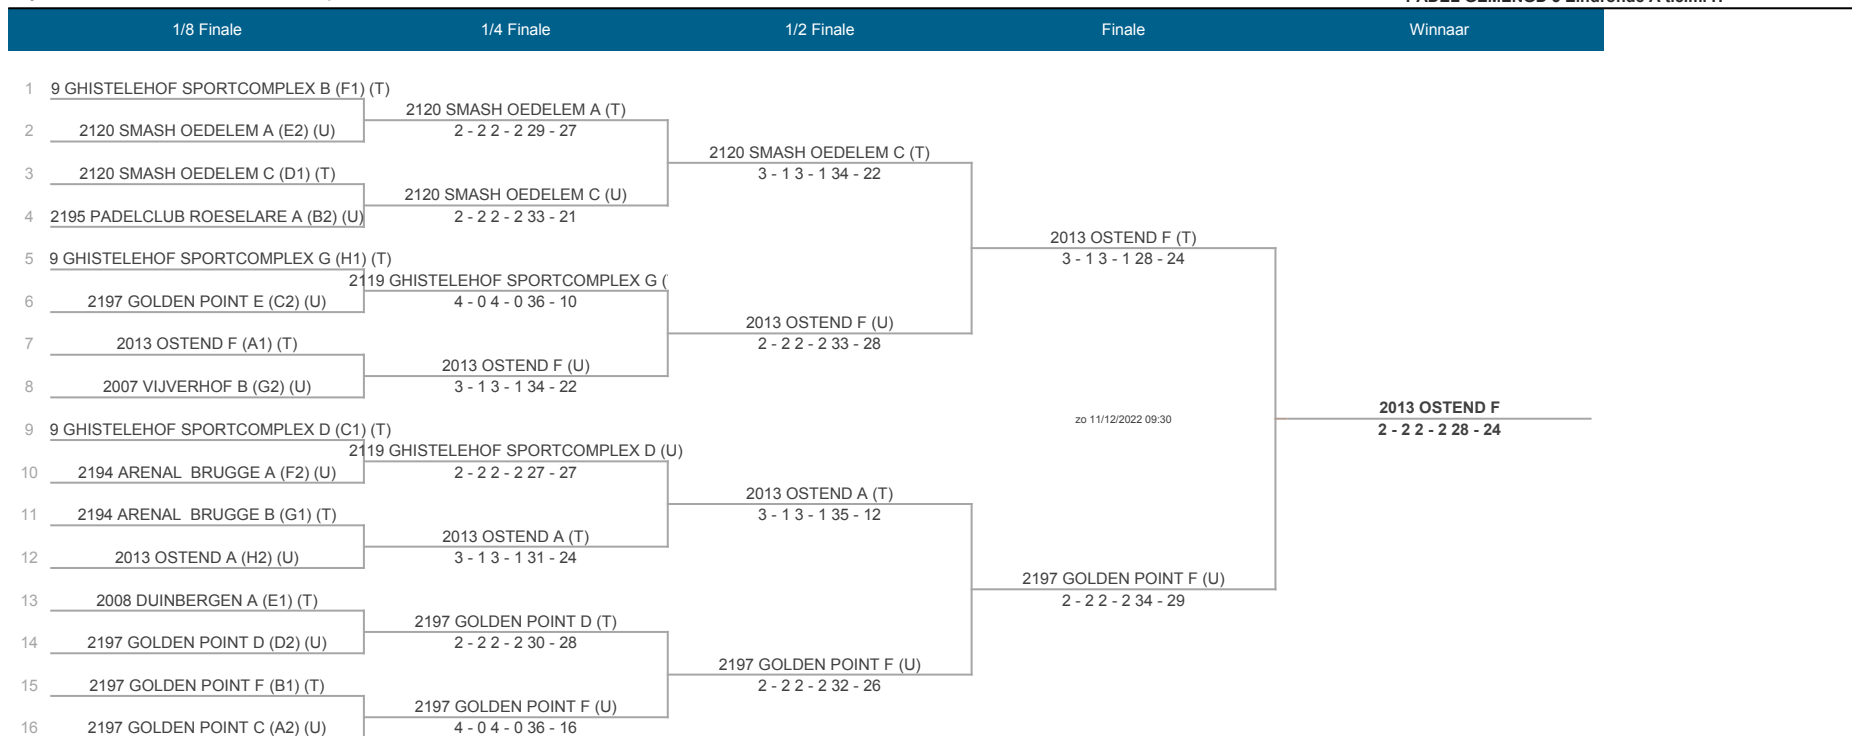 1/8 Finale 1/4 Finale 1/2 Finale Finale Winnaar
1 9 GHISTELEHOF SPORTCOMPLEX B (F1) (T)
2120 SMASH OEDELEM A (T)
2 2120 SMASH OEDELEM A (E2) (U) 2 - 2 2 - 2 29 - 27
2120 SMASH OEDELEM C (T)
3 2120 SMASH OEDELEM C (D1) (T) 3 - 1 3 - 1 34 - 22
2120 SMASH OEDELEM C (U)
4 2195 PADELCLUB ROESELARE A (B2) (U) 2 - 2 2 - 2 33 - 21
2013 OSTEND F (T)
5 9 GHISTELEHOF SPORTCOMPLEX G (H1) (T) 3 - 1 3 - 1 28 - 24
2119 GHISTELEHOF SPORTCOMPLEX G (
6 2197 GOLDEN POINT E (C2) (U) 4 - 0 4 - 0 36 - 10
2013 OSTEND F (U)
7 2013 OSTEND F (A1) (T) 2 - 2 2 - 2 33 - 28
2013 OSTEND F (U)
8 2007 VIJVERHOF B (G2) (U) 3 - 1 3 - 1 34 - 22
2013 OSTEND F
zo 11/12/2022 09:30
9 9 GHISTELEHOF SPORTCOMPLEX D (C1) (T) 2 - 2 2 - 2 28 - 24
2119 GHISTELEHOF SPORTCOMPLEX D (U)
10 2194 ARENAL BRUGGE A (F2) (U) 2 - 2 2 - 2 27 - 27
2013 OSTEND A (T)
11 2194 ARENAL BRUGGE B (G1) (T) 3 - 1 3 - 1 35 - 12
2013 OSTEND A (T)
12 2013 OSTEND A (H2) (U) 3 - 1 3 - 1 31 - 24
2197 GOLDEN POINT F (U)
13 2008 DUINBERGEN A (E1) (T) 2 - 2 2 - 2 34 - 29
2197 GOLDEN POINT D (T)
14 2197 GOLDEN POINT D (D2) (U) 2 - 2 2 - 2 30 - 28
2197 GOLDEN POINT F (U)
15 2197 GOLDEN POINT F (B1) (T) 2 - 2 2 - 2 32 - 26
2197 GOLDEN POINT F (U)
16 2197 GOLDEN POINT C (A2) (U) 4 - 0 4 - 0 36 - 16